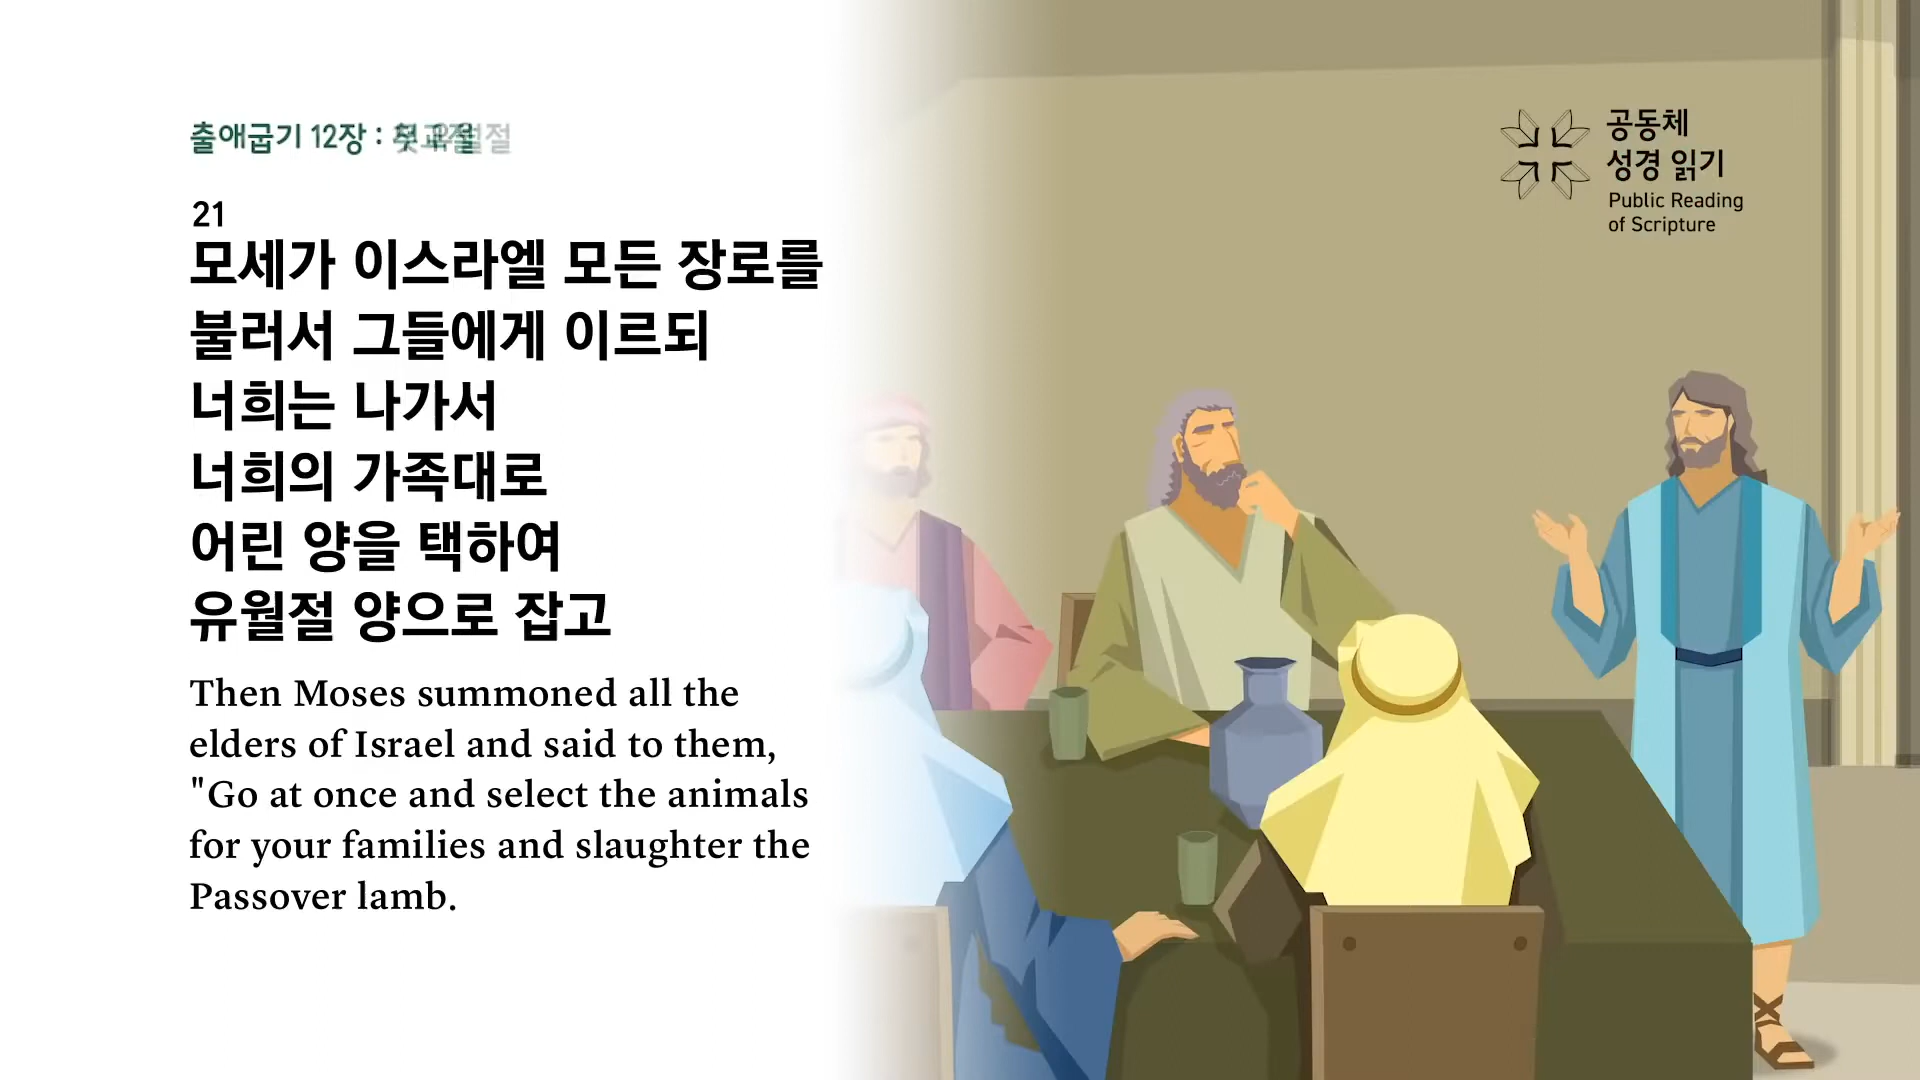 출애굽기 12장 :
21
모세가 이스라엘 모든 장로를
불러서 그들에게 이르되
너희는 나가서
너희의 가족대로
어린 양을 택하여
유월절 양으로 잡고
Then Moses summoned all the
elders of Israel and said to them,
"Go at once and select the animals
for your families and slaughter the
Passover lamb.
공동체
성경 읽기
Public Reading
of Scripture